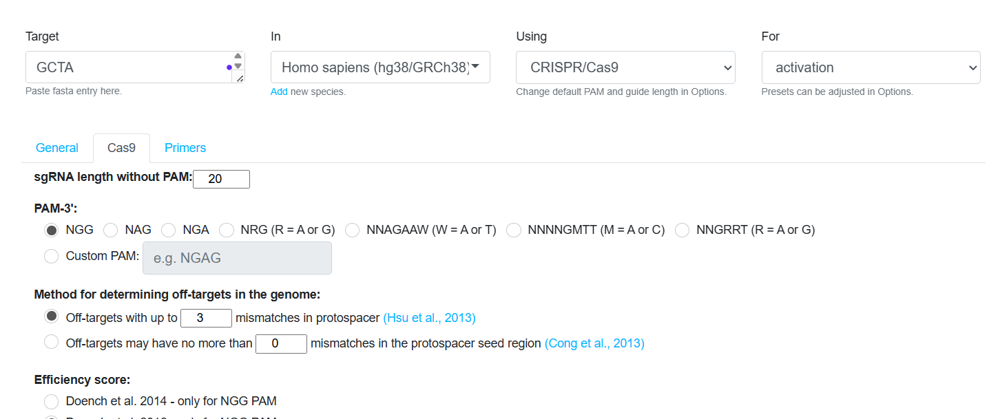 Target In Using For
GCTA Homo sapiens (hg38/GRCh38) CRISPR/Cas9 activation
Paste fasta entry here. Add new species. Change default PAM and guide length in Options. Presets can be adjusted in Options.
General Cas9 Primers
sgRNA length without PAM: 20
PAM-3':
NGG NAG NGA NRG (R = A or G) NNAGAAW (W = A or T) NNNNGMTT (M = A or C) NNGRRT (R = A or G)
Custom PAM: e.g. NGAG
Method for determining off-targets in the genome:
Off-targets with up to 3 mismatches in protospacer (Hsu et al., 2013)
Off-targets may have no more than 0 mismatches in the protospacer seed region (Cong et al., 2013)
Efficiency score:
Doench et al. 2014 - only for NGG PAM